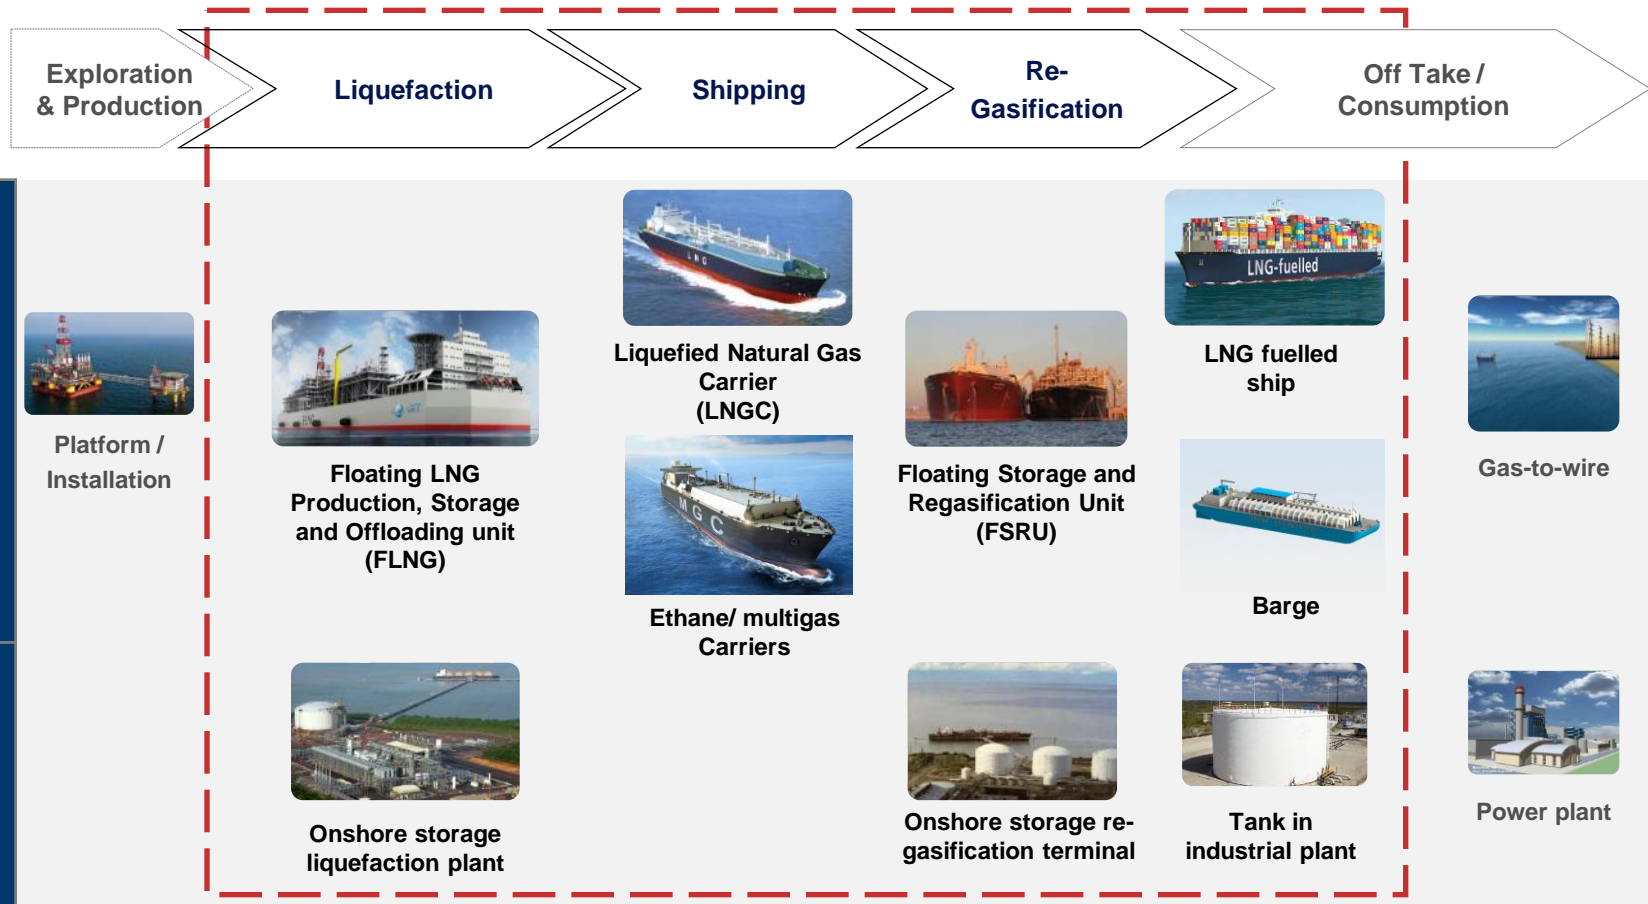 Exploration
& Production
Liquefaction
Shipping
Re-
Gasification
Off Take /
Consumption
LNG
LNG-fuelled
Liquefied Natural Gas
Carrier
(LNGC)
LNG fuelled
ship
Platform /
Installation
Floating LNG
Production, Storage
and Offloading unit
(FLNG)
MGC
Floating Storage and
Regasification Unit
(FSRU)
Gas-to-wire
Ethane/ multigas
Carriers
Barge
Onshore storage
liquefaction plant
Onshore storage re-
gasification terminal
Tank in
industrial plant
Power plant